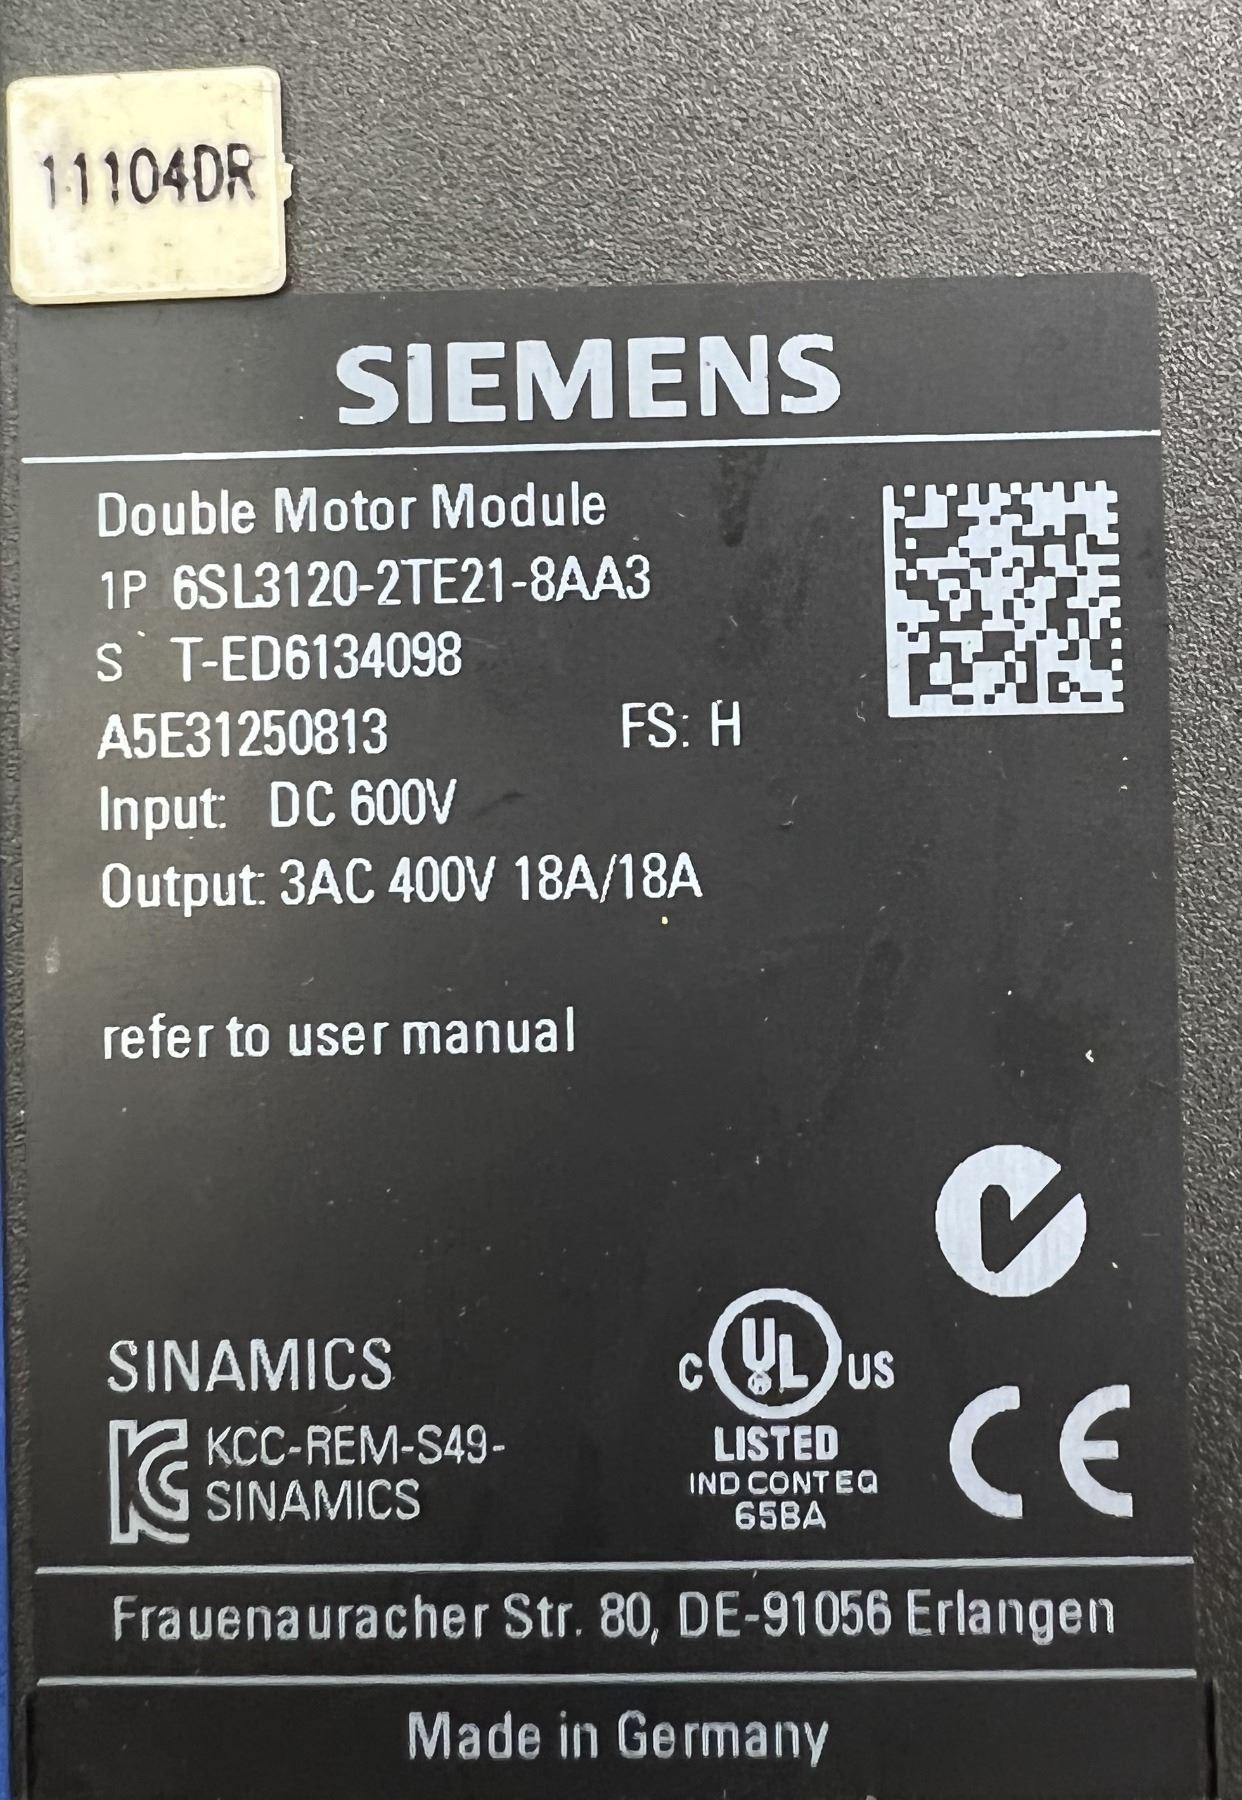 11104DR
SIEMENS
Double Motor Module
1P 6SL3120-2TE21-8AA3
S T-ED6134098
A5E31250813 FS: H
Input: DC 600V
Output: 3AC 400V 18A/18A
refer to user manual
SINAMICS
C UL US
LISTED
IND CONT EQ
65BA
CE
KCC-REM-S49-
SINAMICS
Frauenauracher Str. 80, DE-91056 Erlangen
Made in Germany